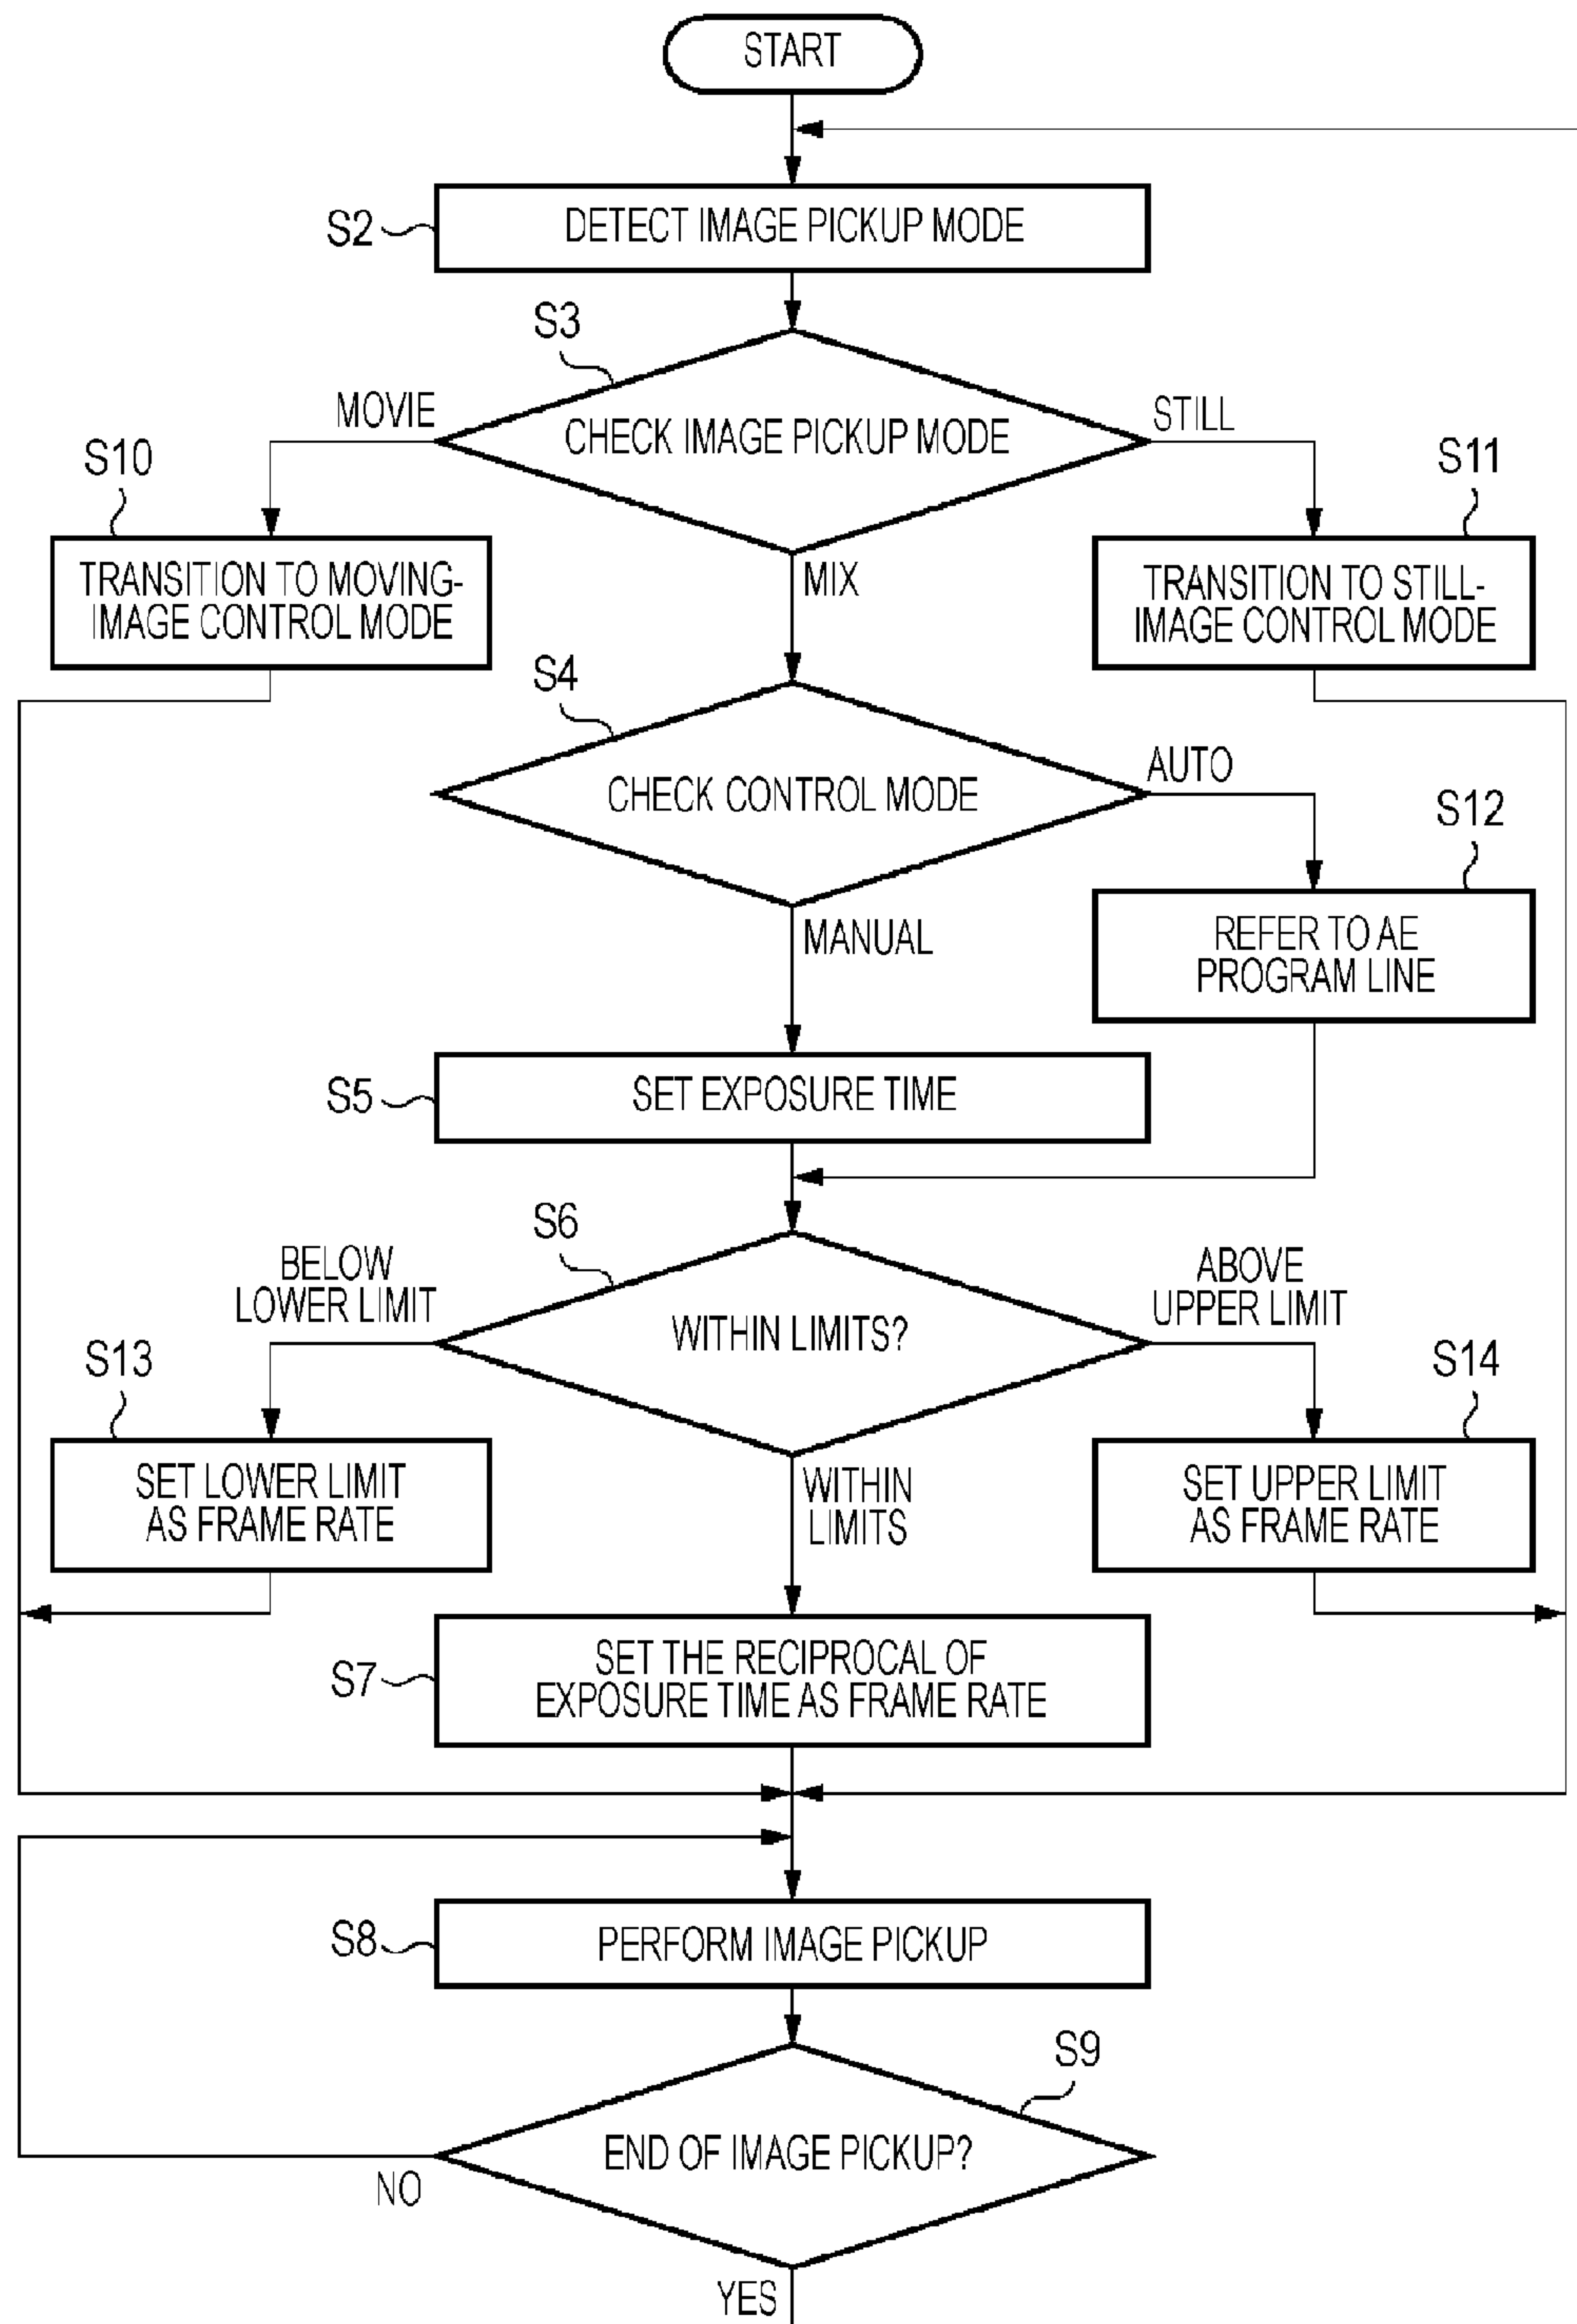 START
S2
DETECT IMAGE PICKUP MODE
S3
MOVIE
CHECK IMAGE PICKUP MODE
STILL
S10
S11
TRANSITION TO MOVING-
IMAGE CONTROL MODE
MIX
TRANSITION TO STILL-
IMAGE CONTROL MODE
S4
CHECK CONTROL MODE
AUTO
S12
MANUAL
REFER TO AE
PROGRAM LINE
S5
SET EXPOSURE TIME
S6
BELOW
LOWER LIMIT
WITHIN LIMITS?
ABOVE
UPPER LIMIT
S13
S14
SET LOWER LIMIT
AS FRAME RATE
WITHIN
LIMITS
SET UPPER LIMIT
AS FRAME RATE
S7
SET THE RECIPROCAL OF
EXPOSURE TIME AS FRAME RATE
S8
PERFORM IMAGE PICKUP
S9
END OF IMAGE PICKUP?
NO
YES